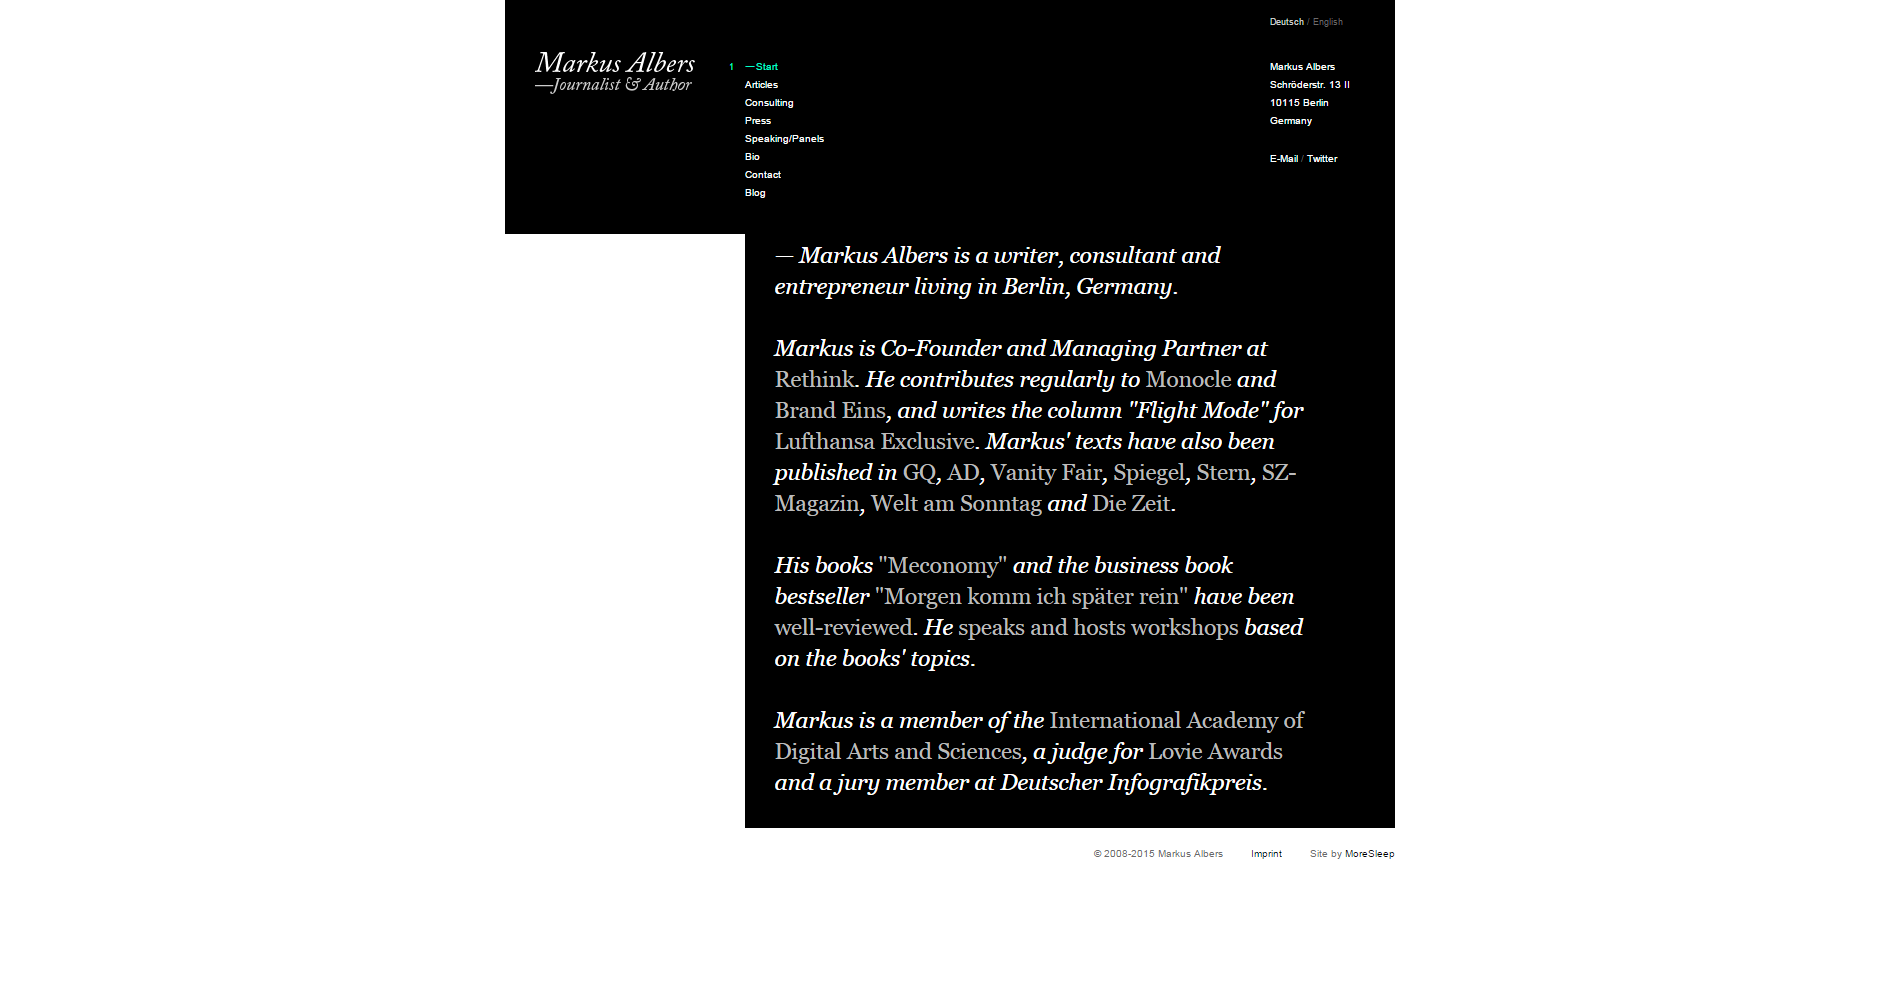 Deutsch / English
Markus Albers
—Journalist & Author
1 —Start
Articles
Consulting
Press
Speaking/Panels
Bio
Contact
Blog
Markus Albers
Schröderstr. 13 II
10115 Berlin
Germany
E-Mail / Twitter
— Markus Albers is a writer, consultant and
entrepreneur living in Berlin, Germany.
Markus is Co-Founder and Managing Partner at
Rethink. He contributes regularly to Monocle and
Brand Eins, and writes the column "Flight Mode" for
Lufthansa Exclusive. Markus' texts have also been
published in GQ, AD, Vanity Fair, Spiegel, Stern, SZ-
Magazin, Welt am Sonntag and Die Zeit.
His books "Meconomy" and the business book
bestseller "Morgen komm ich später rein" have been
well-reviewed. He speaks and hosts workshops based
on the books' topics.
Markus is a member of the International Academy of
Digital Arts and Sciences, a judge for Lovie Awards
and a jury member at Deutscher Infografikpreis.
© 2008-2015 Markus Albers Imprint Site by MoreSleep